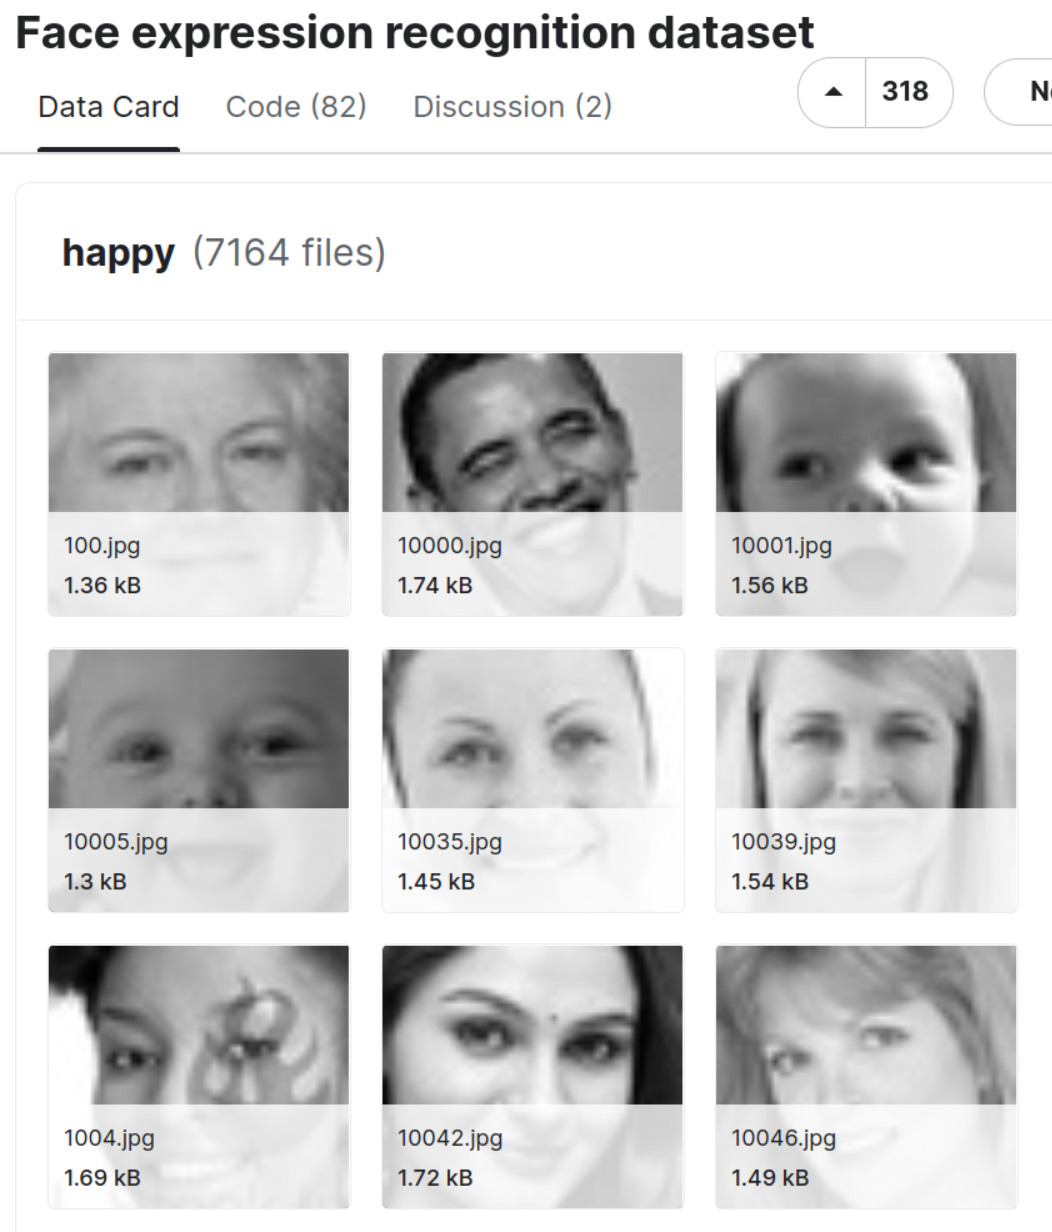 Face expression recognition dataset
Data Card Code (82) Discussion (2) 318
happy (7164 files)
100.jpg 10000.jpg 10001.jpg
1.36 kB 1.74 kB 1.56 kB
10005.jpg 10035.jpg 10039.jpg
1.3 kB 1.45 kB 1.54 kB
1004.jpg 10042.jpg 10046.jpg
1.69 kB 1.72 kB 1.49 kB